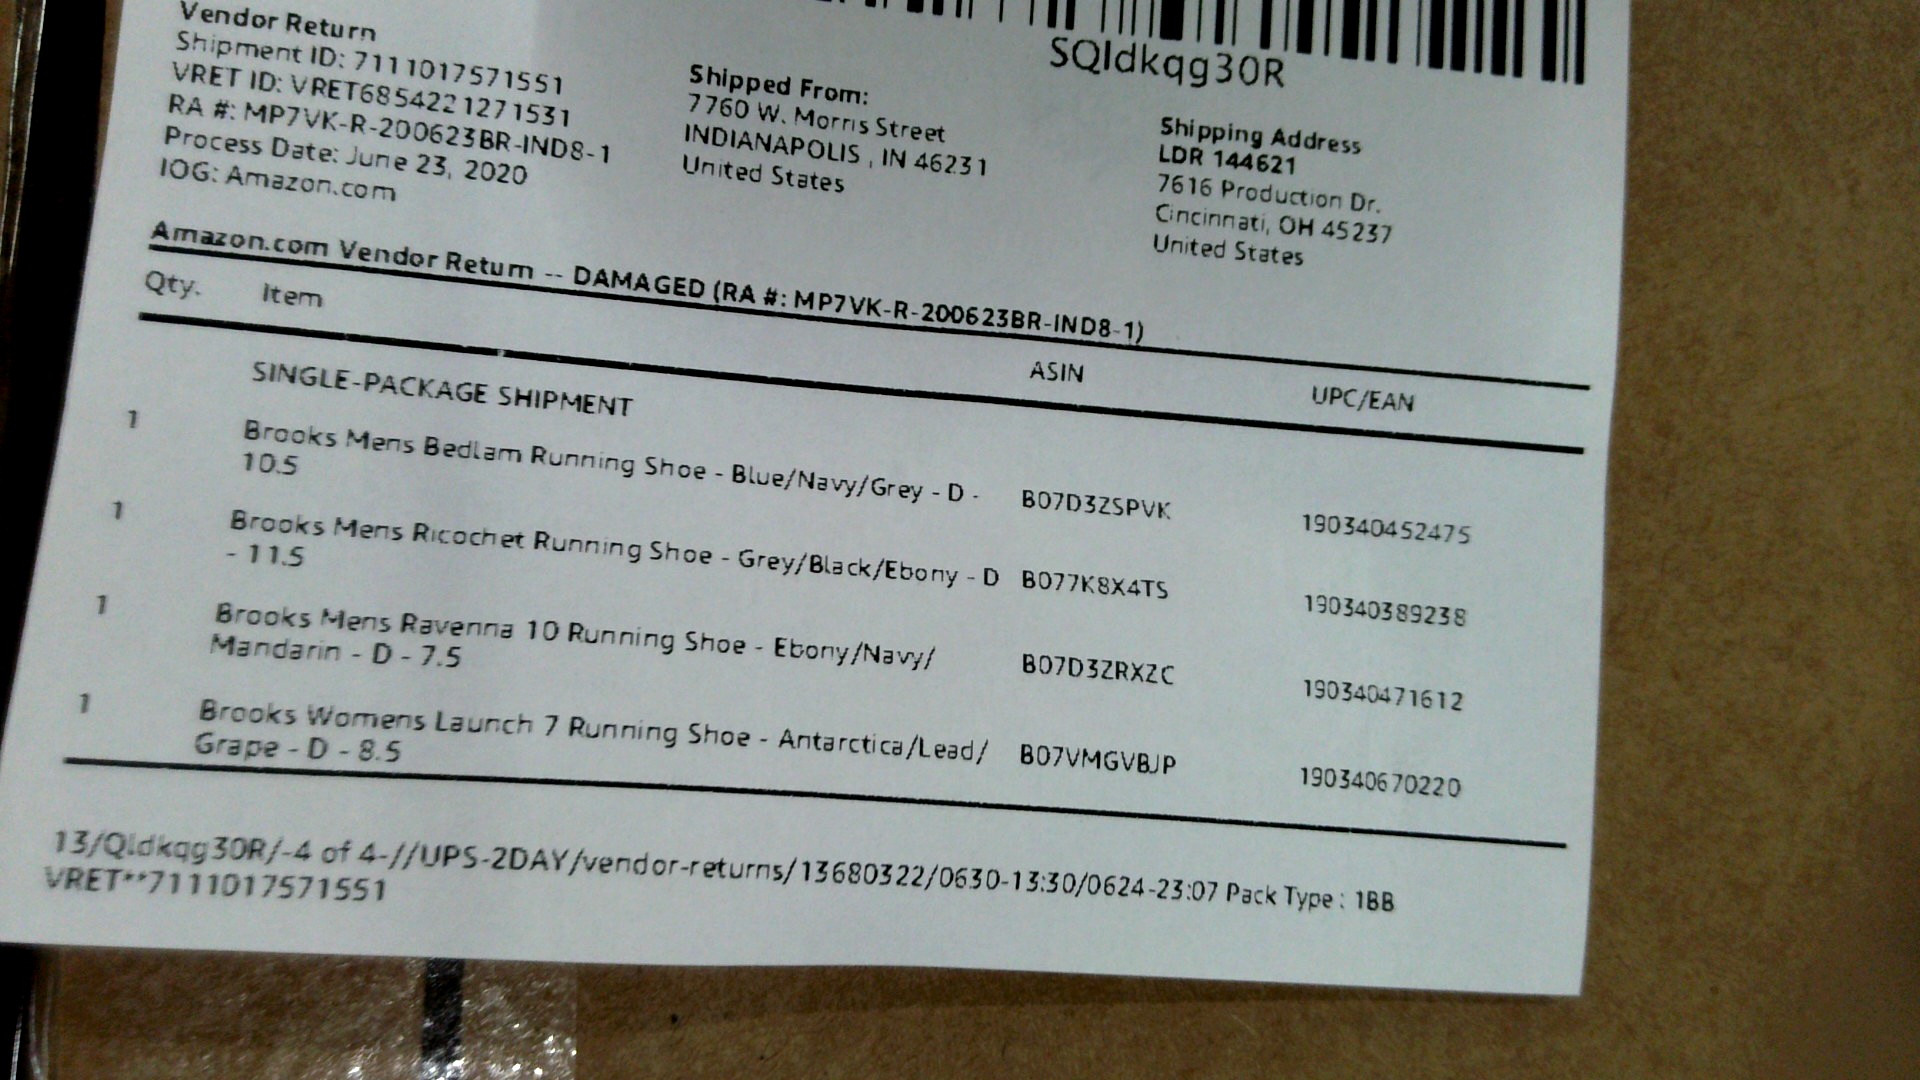 Vendor Return
Shipment ID: 7111017571551
VRET ID: VRET6854221271531
RA #: MP7VK-R-200623BR-IND8-1
Process Date: June 23, 2020
IOG: Amazon.com
Shipped From:
7760 W. Morris Street
INDIANAPOLIS , IN 46231
United States
SQldkqg30R
Shipping Address
LDR 144621
7616 Production Dr.
Cincinnati, OH 45237
United States
Amazon.com Vendor Return -- DAMAGED (RA #: MP7VK-R-200623BR-IND8-1)
Qty. Item ASIN UPC/EAN
SINGLE-PACKAGE SHIPMENT
1 Brooks Mens Bedlam Running Shoe - Blue/Navy/Grey - D - B07D3ZSPVK 190340452475
10.5
1 Brooks Mens Ricochet Running Shoe - Grey/Black/Ebony - D B077K8X4TS 190340389238
- 11.5
1 Brooks Mens Ravenna 10 Running Shoe - Ebony/Navy/ B07D3ZRXZC 190340471612
Mandarin - D - 7.5
1 Brooks Womens Launch 7 Running Shoe - Antarctica/Lead/ B07VMGVBJP 190340670220
Grape - D - 8.5
13/Qldkqg30R/-4 of 4-//UPS-2DAY/vendor-returns/13680322/0630-13:30/0624-23:07 Pack Type : 1BB
VRET**7111017571551